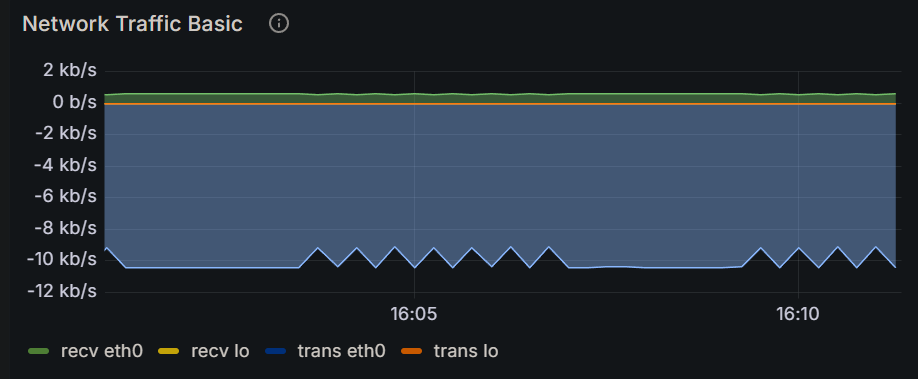 Network Traffic Basic
2 kb/s
0 b/s
-2 kb/s
-4 kb/s
-6 kb/s
-8 kb/s
-10 kb/s
-12 kb/s
16:05 16:10
recv eth0 recv lo trans eth0 trans lo